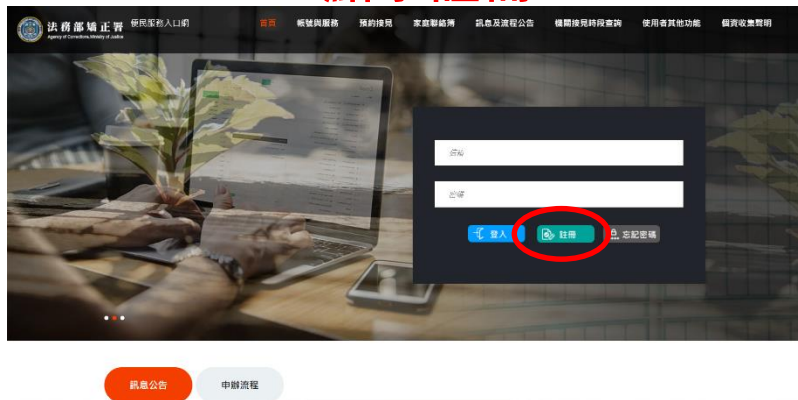 法務部矯正署 便民服務入口網
Agency of Corrections, Ministry of Justice
首頁 帳號與服務 預約接見 家庭聯絡簿 訊息及流程公告 機關接見時段查詢 使用者其他功能 個資收集聲明
信箱
密碼
登入 註冊 忘記密碼
訊息公告 申辦流程